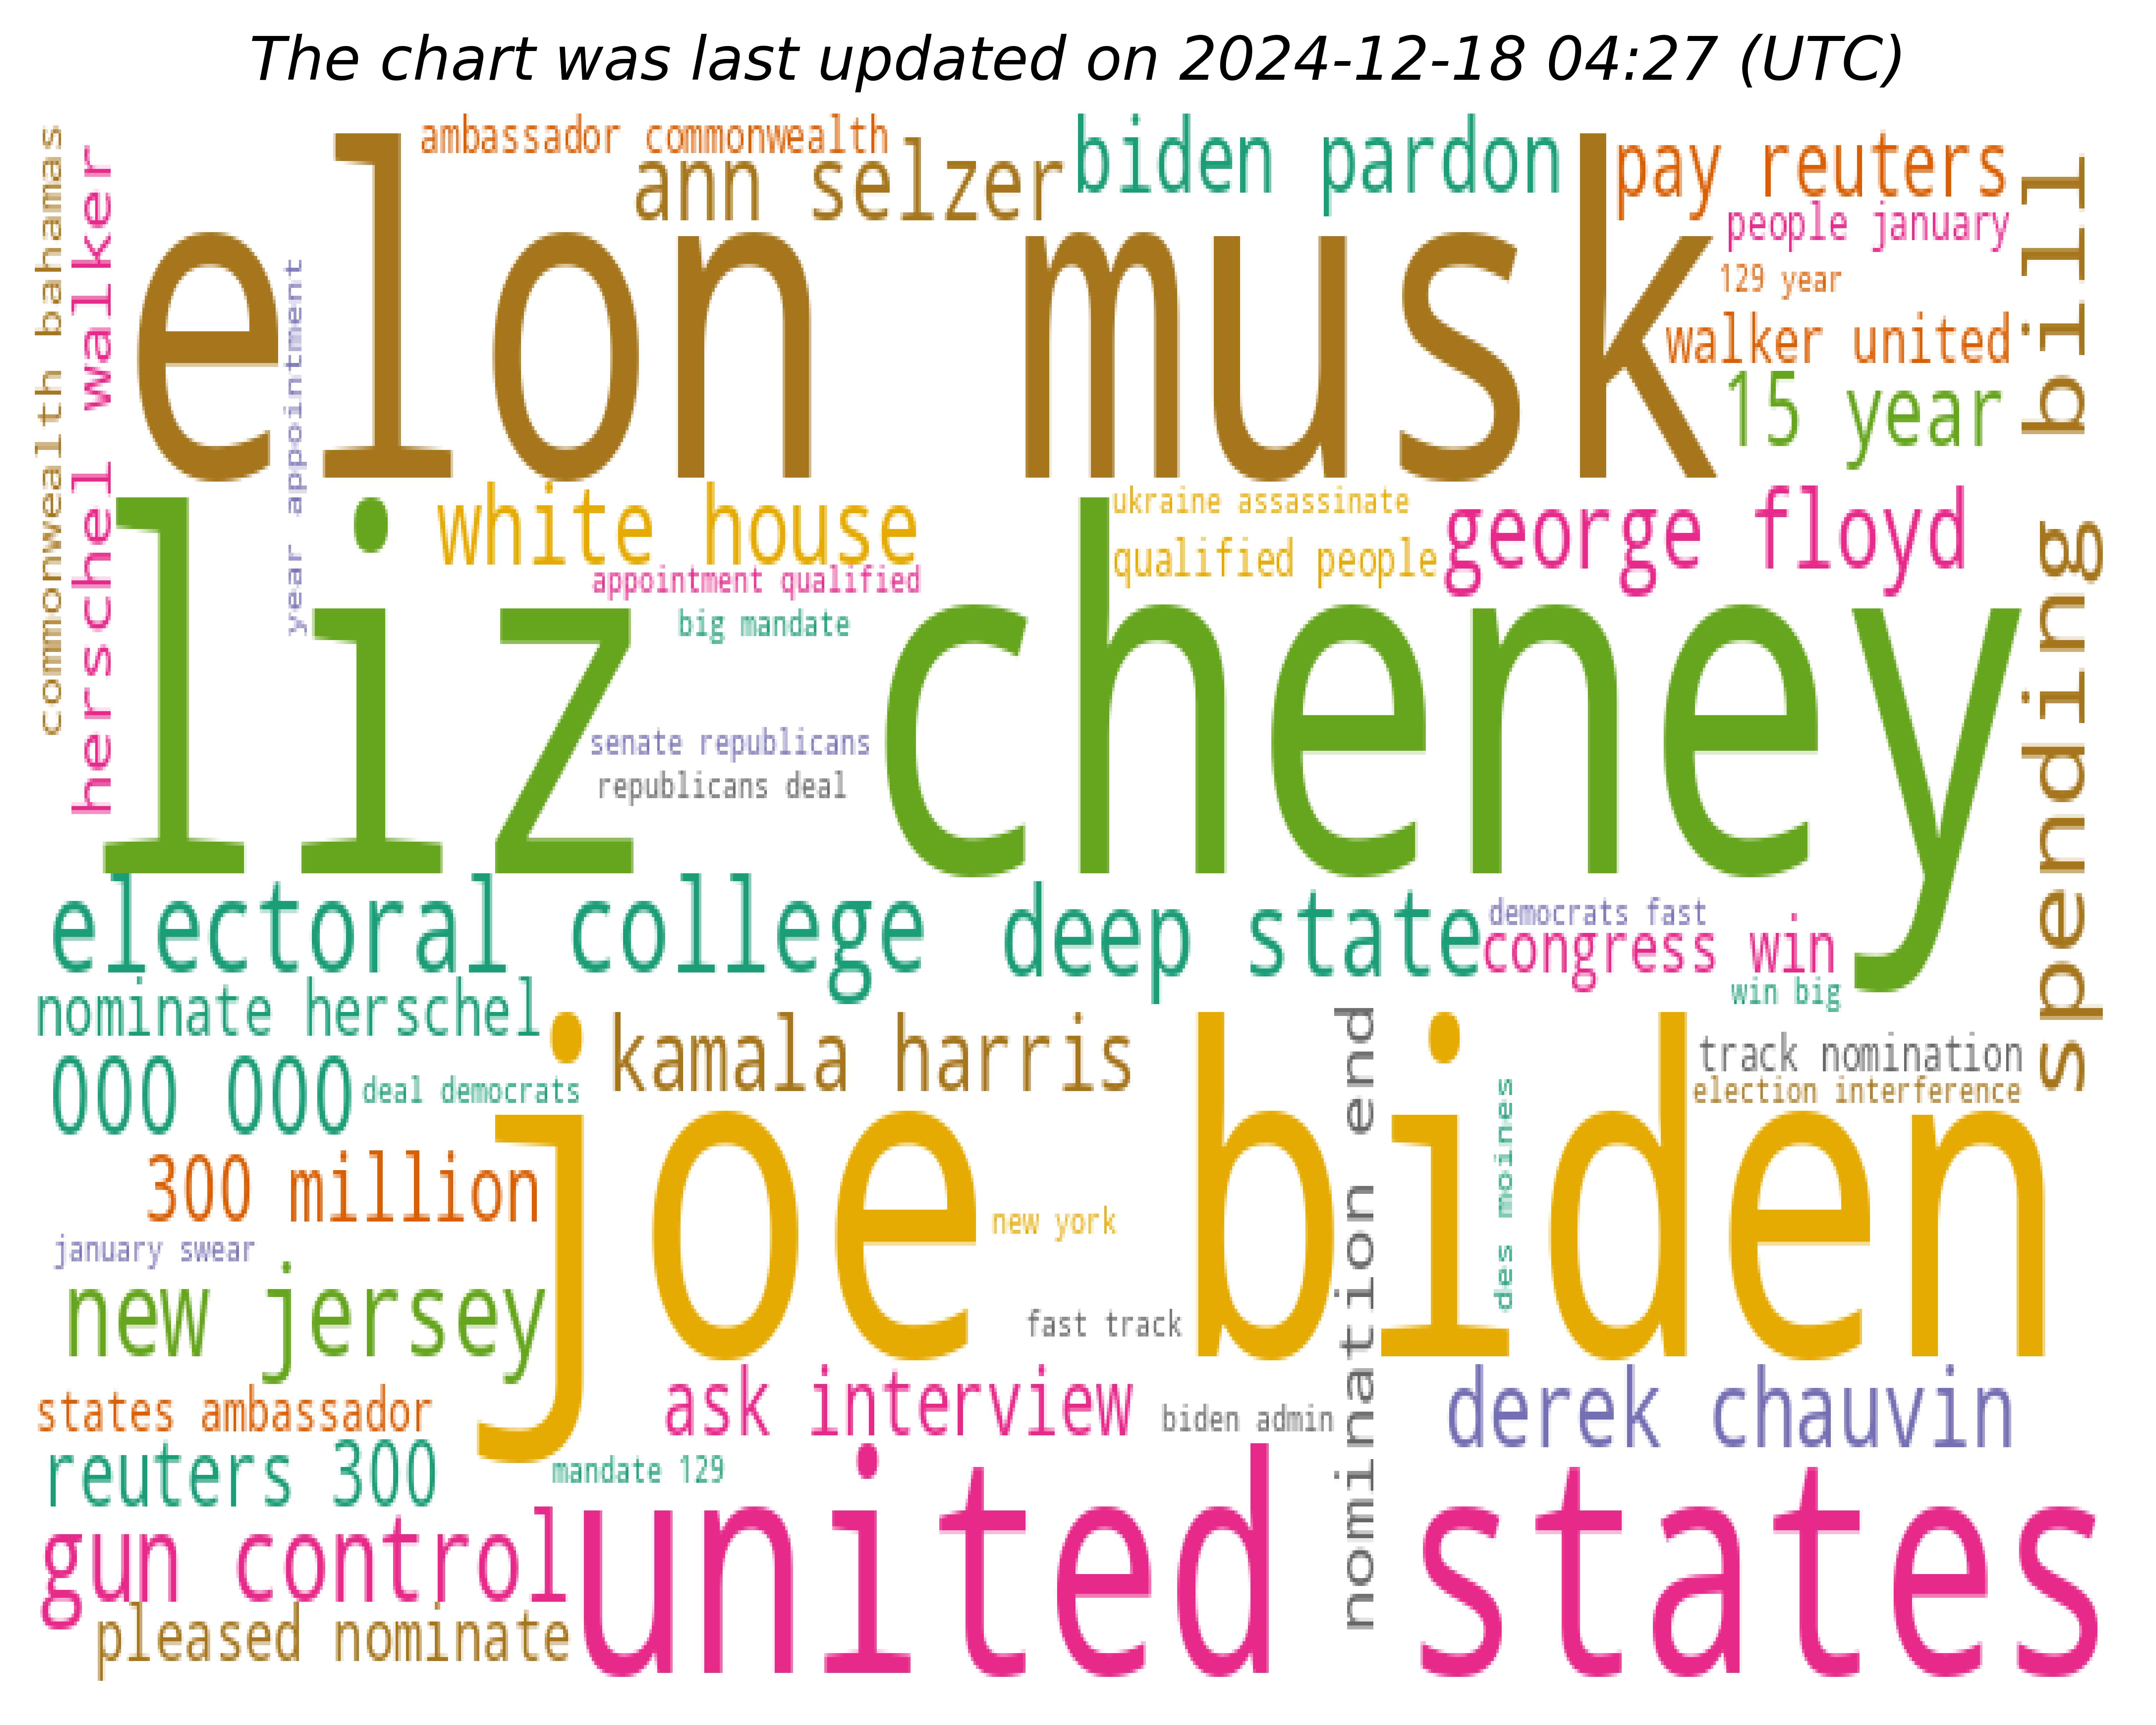 The chart was last updated on 2024-12-18 04:27 (UTC)
ambassador commonwealth
biden pardon
ann selzer
pay reuters
people january
129 year
walker united
15 year
spending bill
commonwealth bahamas
herschel walker
year appointment
elon musk
white house
ukraine assassinate
george floyd
qualified people
appointment qualified
big mandate
liz cheney
senate republicans
republicans deal
electoral college
deep state
democrats fast
congress win
win big
nominate herschel
kamala harris
nomination end
track nomination
election interference
000 000
deal democrats
joe biden
des moines
300 million
new york
january swear
new jersey
fast track
states ambassador
ask interview
biden admin
derek chauvin
reuters 300
mandate 129
gun control
united states
pleased nominate